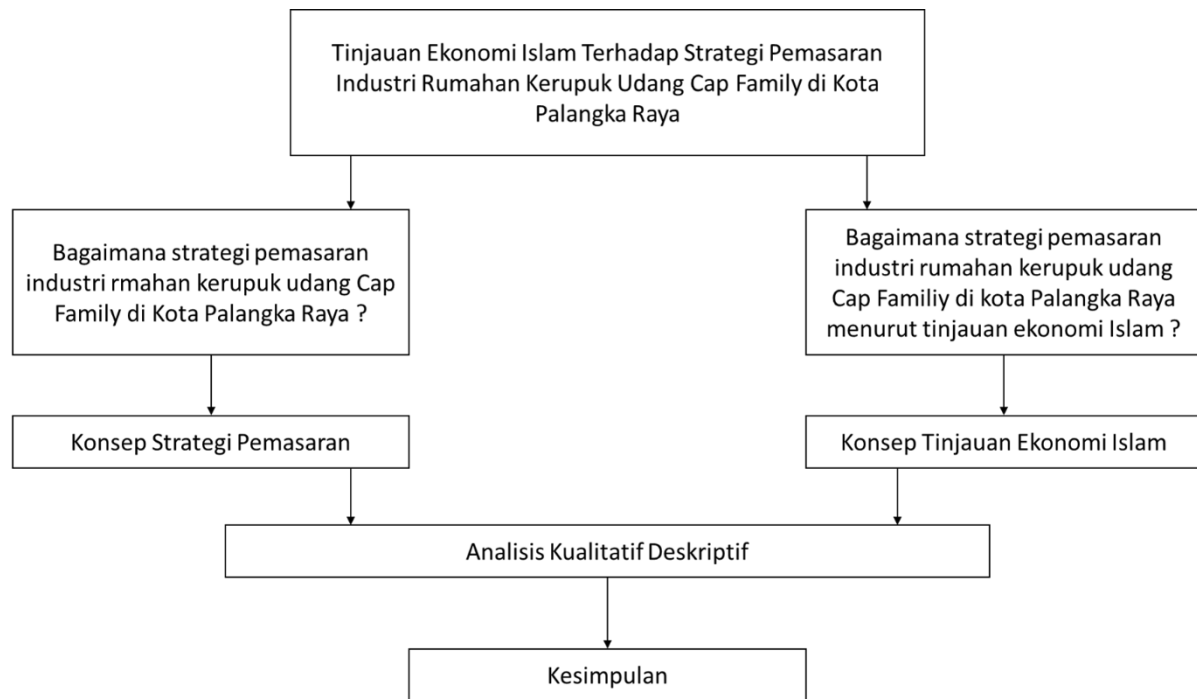 Tinjauan Ekonomi Islam Terhadap Strategi Pemasaran
Industri Rumahan Kerupuk Udang Cap Family di Kota
Palangka Raya
Bagaimana strategi pemasaran
industri rmahan kerupuk udang Cap
Family di Kota Palangka Raya ?
Bagaimana strategi pemasaran
industri rumahan kerupuk udang
Cap Familiy di kota Palangka Raya
menurut tinjauan ekonomi Islam ?
Konsep Strategi Pemasaran
Konsep Tinjauan Ekonomi Islam
Analisis Kualitatif Deskriptif
Kesimpulan